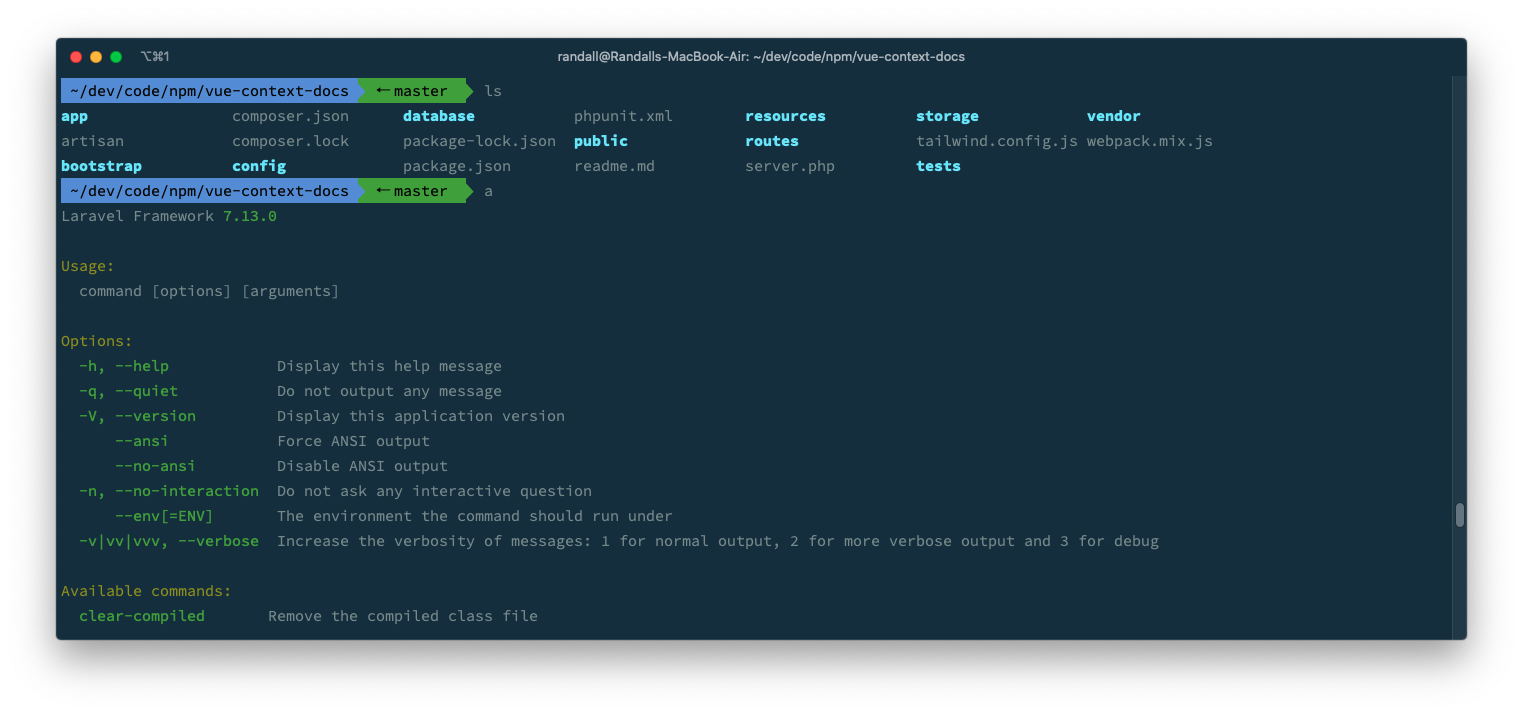 ⌥⌘1 randall@Randalls-MacBook-Air: ~/dev/code/npm/vue-context-docs
~/dev/code/npm/vue-context-docs ←master ls
app composer.json database phpunit.xml resources storage vendor
artisan composer.lock package-lock.json public routes tailwind.config.js webpack.mix.js
bootstrap config package.json readme.md server.php tests
~/dev/code/npm/vue-context-docs ←master a
Laravel Framework 7.13.0
Usage:
command [options] [arguments]
Options:
-h, --help Display this help message
-q, --quiet Do not output any message
-V, --version Display this application version
--ansi Force ANSI output
--no-ansi Disable ANSI output
-n, --no-interaction Do not ask any interactive question
--env[=ENV] The environment the command should run under
-v|vv|vvv, --verbose Increase the verbosity of messages: 1 for normal output, 2 for more verbose output and 3 for debug
Available commands:
clear-compiled Remove the compiled class file